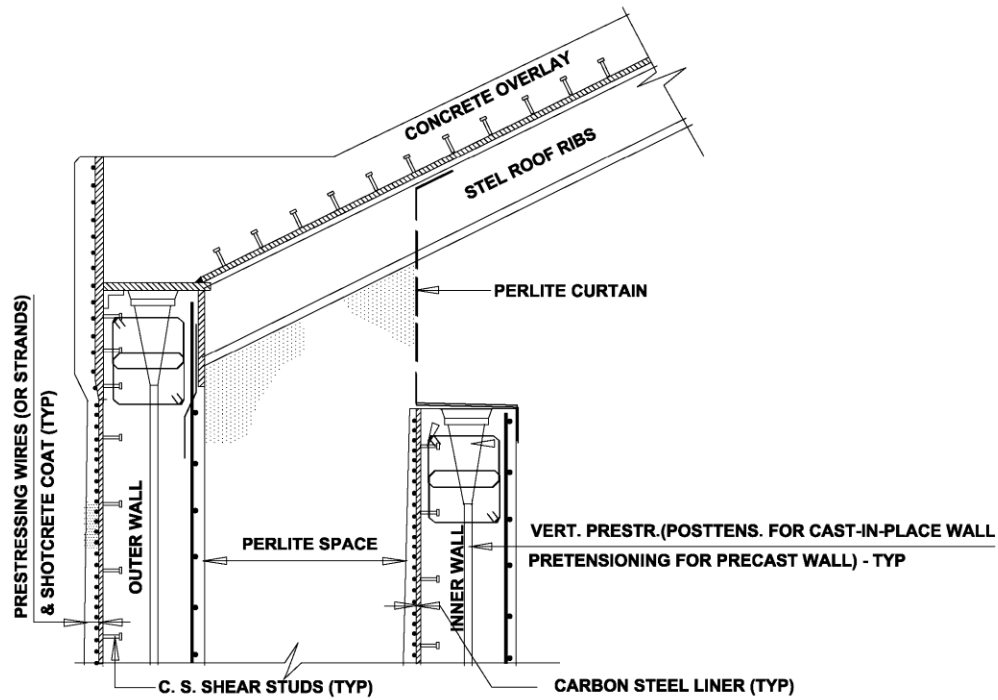 CONCRETE OVERLAY
STEL ROOF RIBS
PERLITE CURTAIN
PRESTRESSING WIRES (OR STRANDS)
& SHOTCRETE COAT (TYP)
OUTER WALL
PERLITE SPACE
INNER WALL
VERT. PRESTR.(POSTTENS. FOR CAST-IN-PLACE WALL
PRETENSIONING FOR PRECAST WALL) - TYP
C. S. SHEAR STUDS (TYP)
CARBON STEEL LINER (TYP)